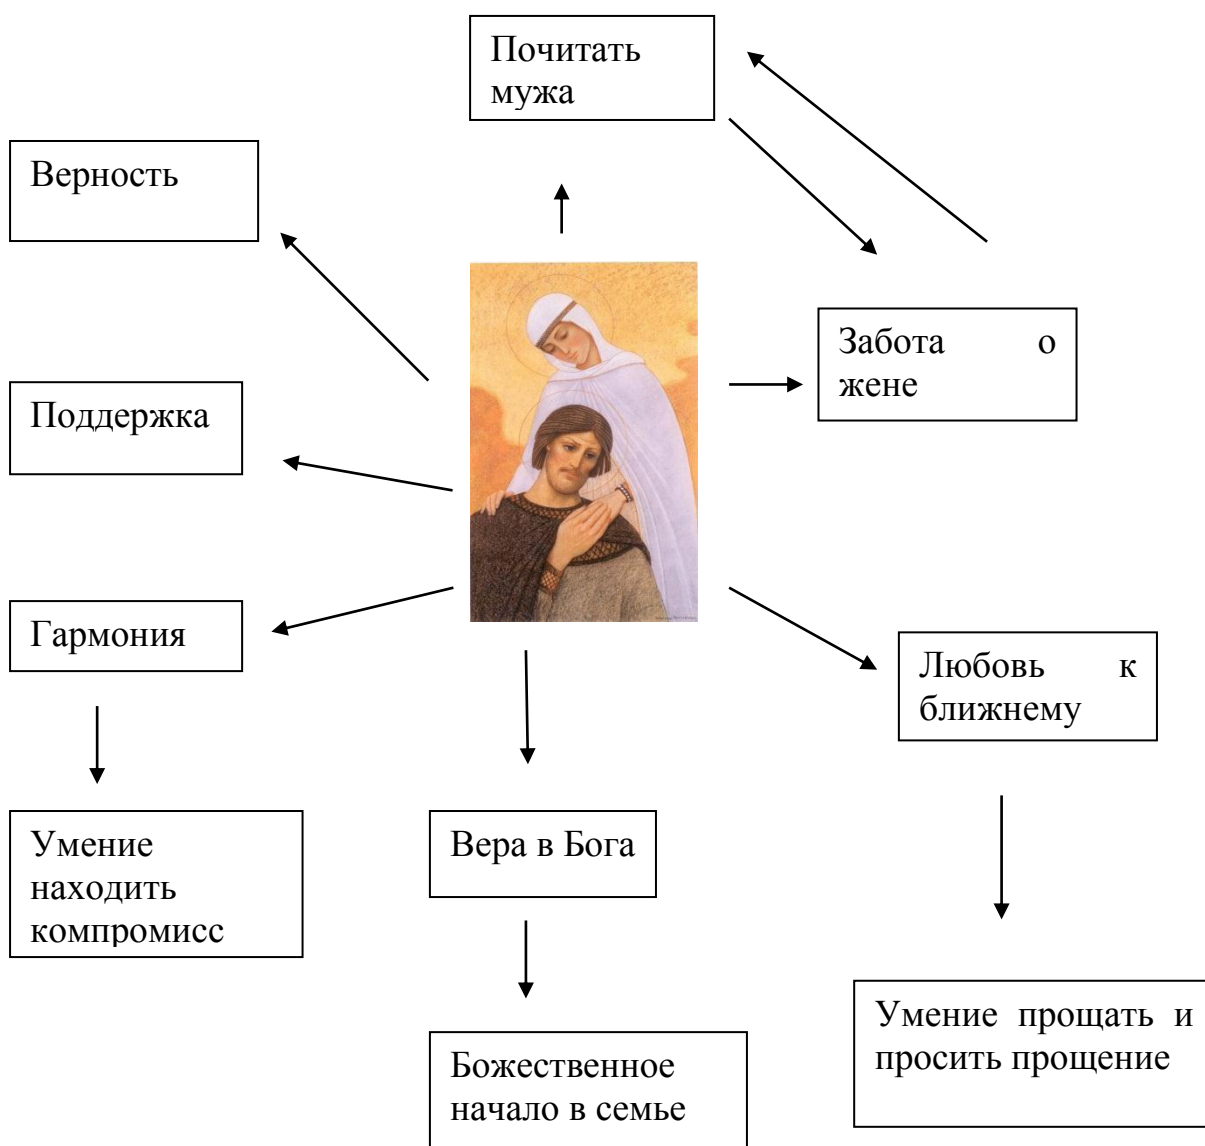 Почитать
мужа
Верность
Забота о
жене
Поддержка
Гармония
Любовь к
ближнему
Умение
находить
компромисс
Вера в Бога
Умение прощать и
просить прощение
Божественное
начало в семье